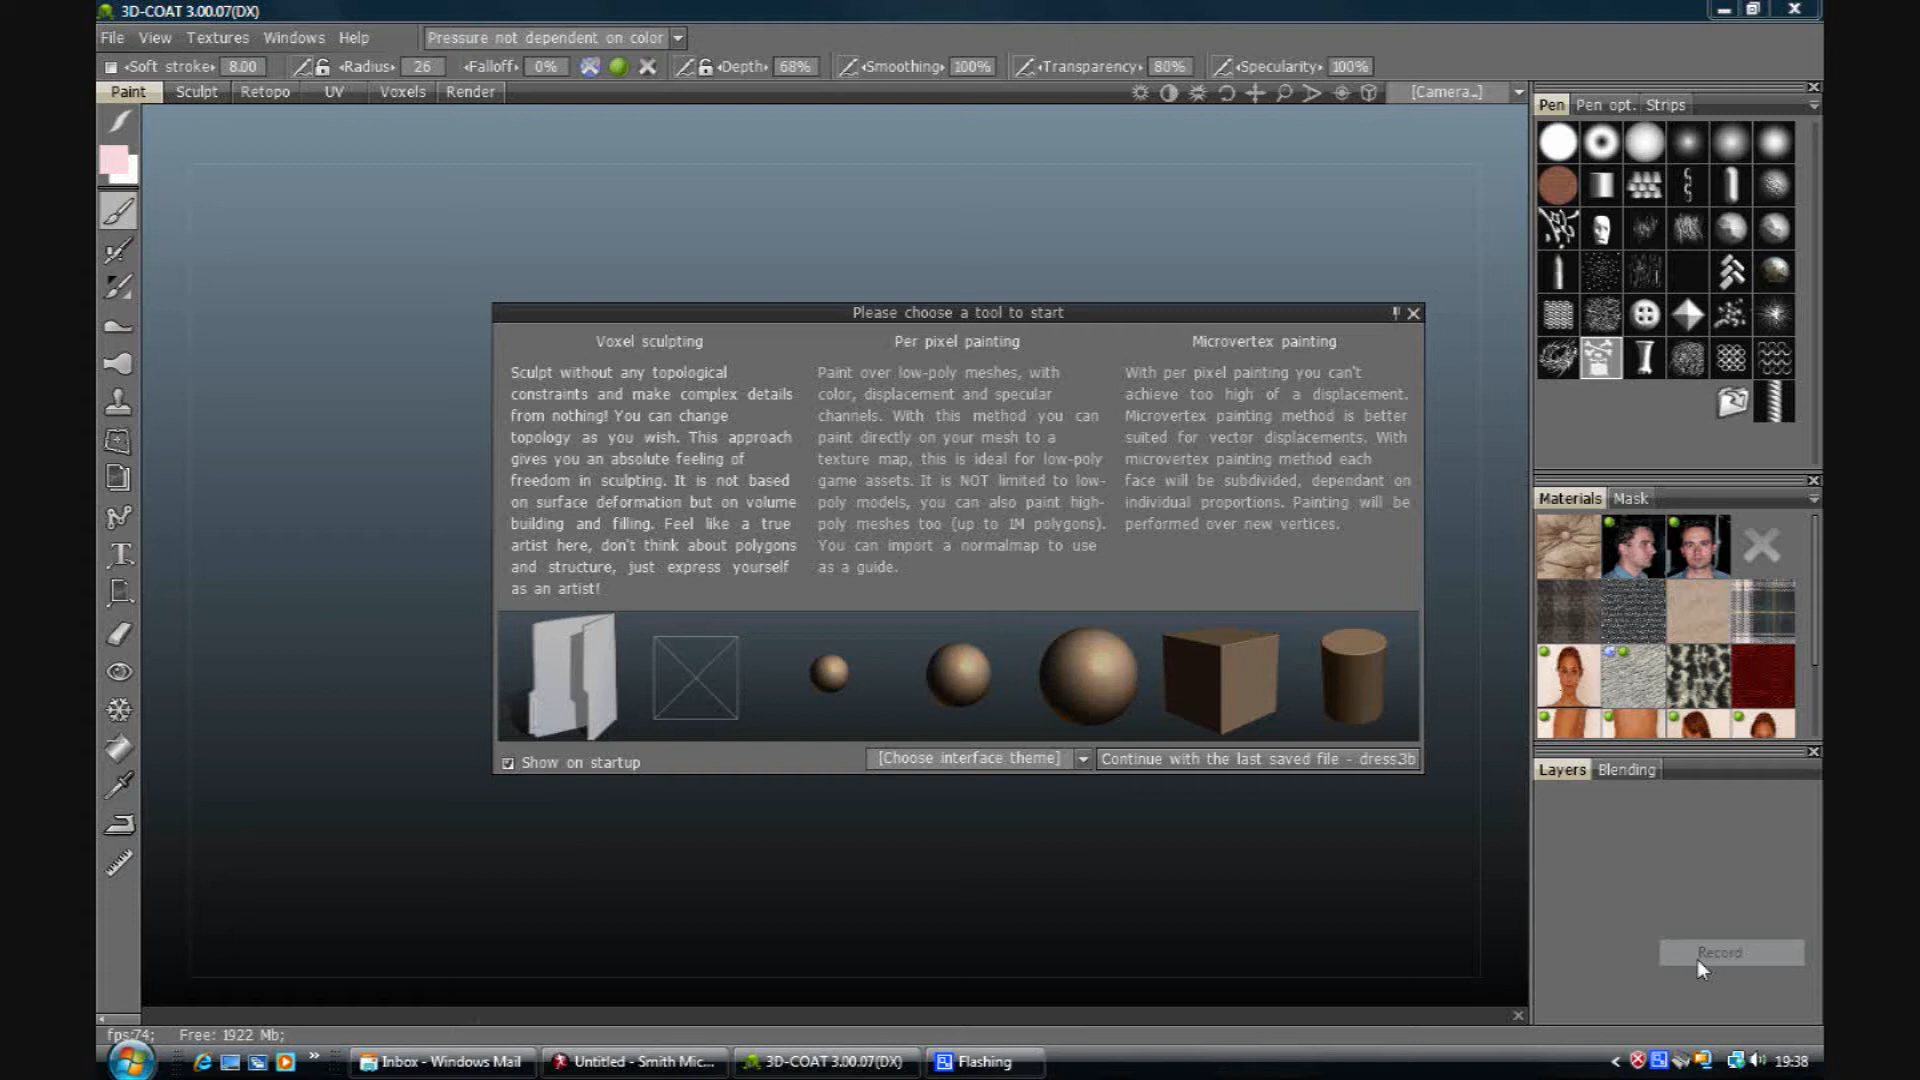 3D-COAT 3.00.07(DX)
File View Textures Windows Help Pressure not dependent on color
Soft stroke 8.00 Radius 26 Falloff 0% Depth 68% Smoothing 100% Transparency 80% Specularity 100%
Paint Sculpt Retopo UV Voxels Render [Camera_]
Pen Pen opt. Strips
Please choose a tool to start
Voxel sculpting
Sculpt without any topological
constraints and make complex details
from nothing! You can change
topology as you wish. This approach
gives you an absolute feeling of
freedom in sculpting. It is not based
on surface deformation but on volume
building and filling. Feel like a true
artist here, don't think about polygons
and structure, just express yourself
as an artist!
Per pixel painting
Paint over low-poly meshes, with
color, displacement and specular
channels. With this method you can
paint directly on your mesh to a
texture map, this is ideal for low-poly
game assets. It is NOT limited to low-
poly models, you can also paint high-
poly meshes too (up to 1M polygons).
You can import a normalmap to use
as a guide.
Microvertex painting
With per pixel painting you can't
achieve too high of a displacement.
Microvertex painting method is better
suited for vector displacements. With
microvertex painting method each
face will be subdivided, dependant on
individual proportions. Painting will be
performed over new vertices.
Show on startup [Choose interface theme] Continue with the last saved file - dress3b
Materials Mask
Layers Blending
Record
fps:74; Free: 1922 Mb;
Inbox - Windows Mail Untitled - Smith Mic... 3D-COAT 3.00.07(DX) Flashing 19:38